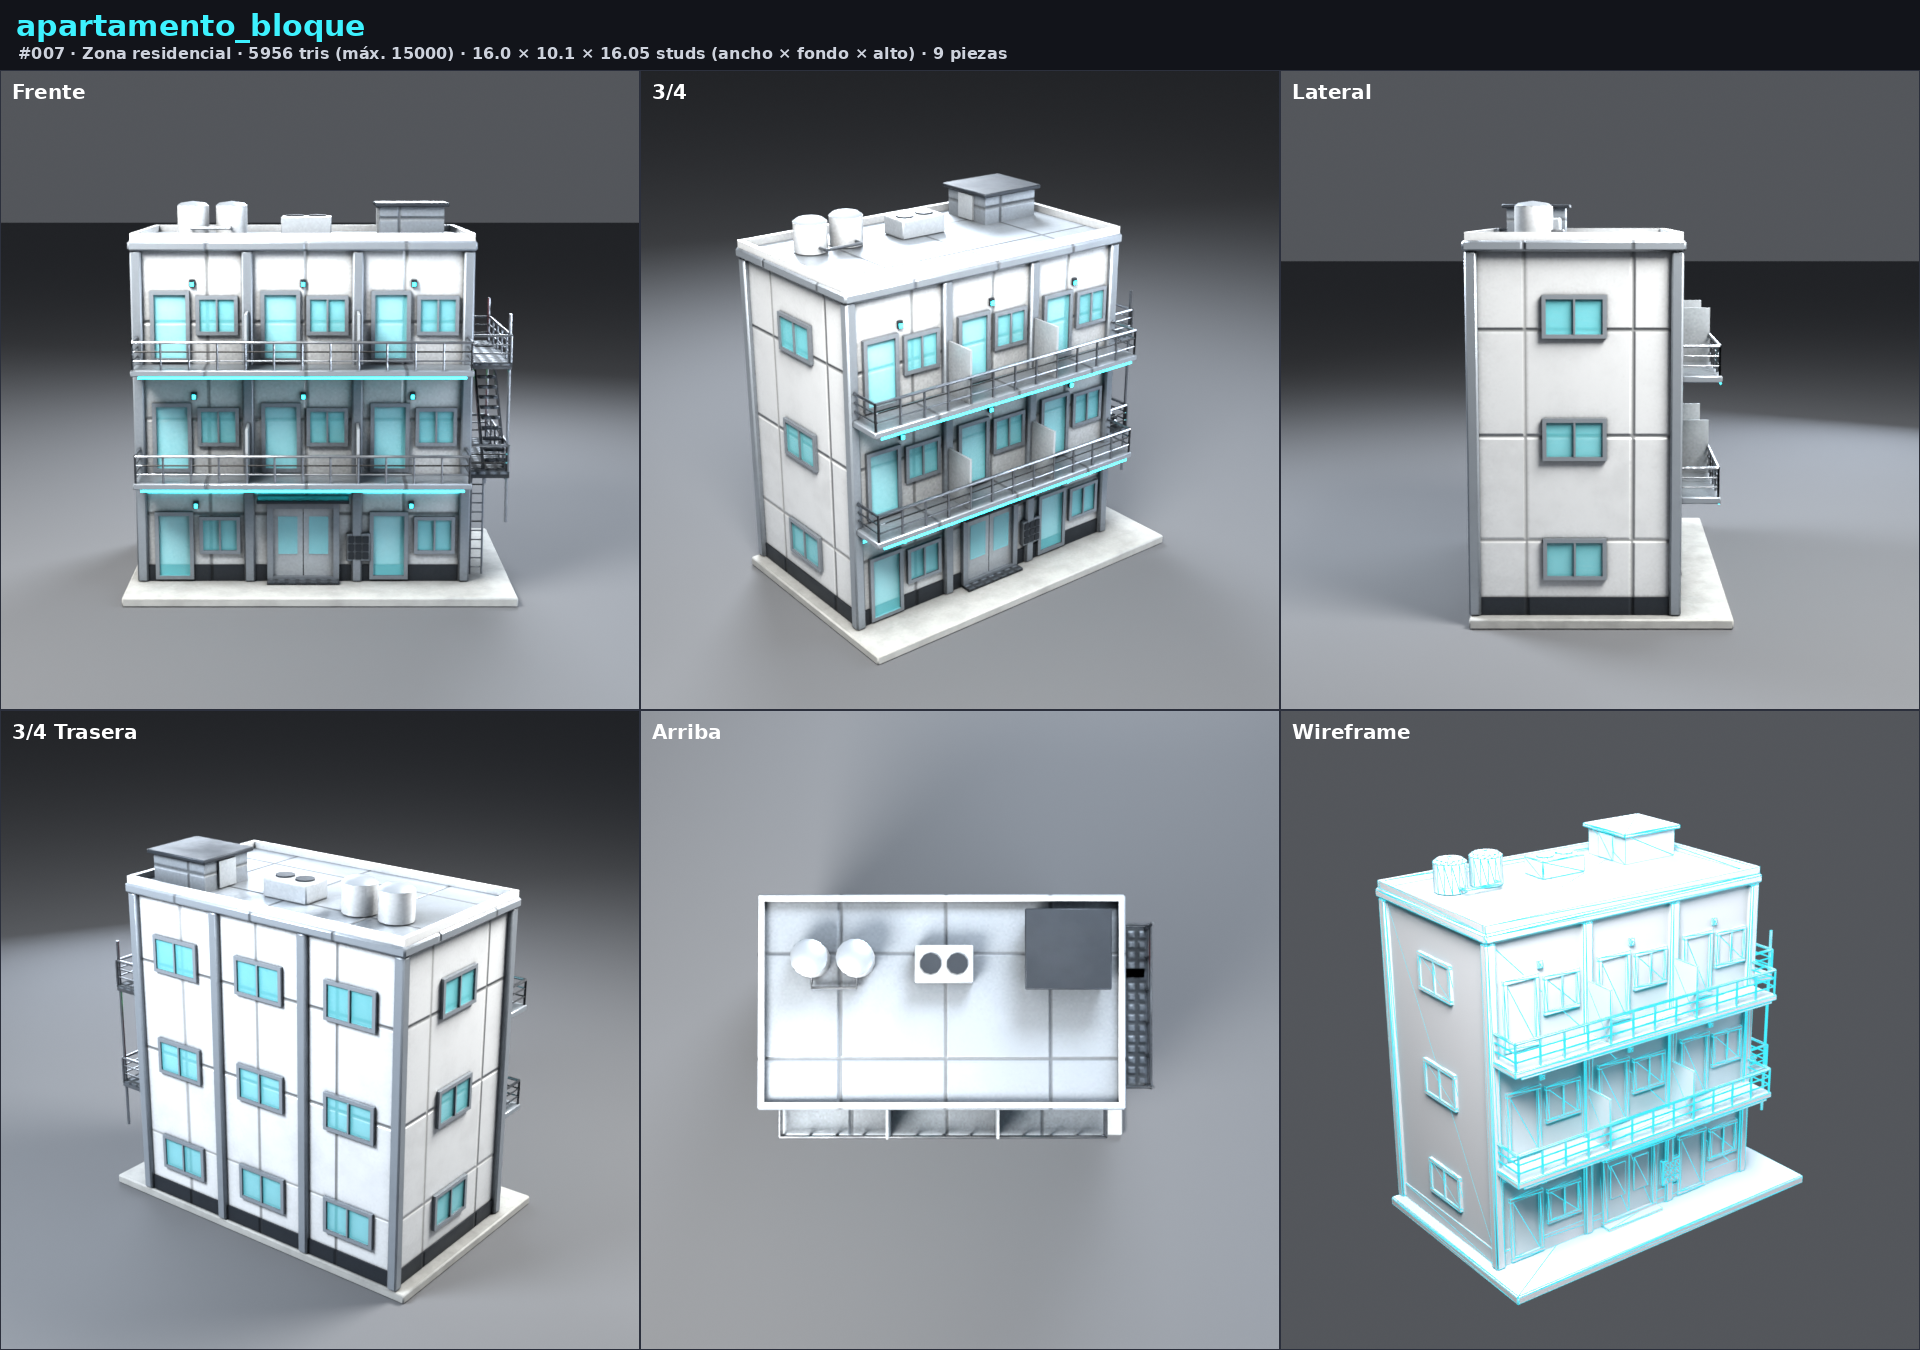 apartamento_bloque
#007 · Zona residencial · 5956 tris (máx. 15000) · 16.0 × 10.1 × 16.05 studs (ancho × fondo × alto) · 9 piezas
Frente
3/4
Lateral
3/4 Trasera
Arriba
Wireframe